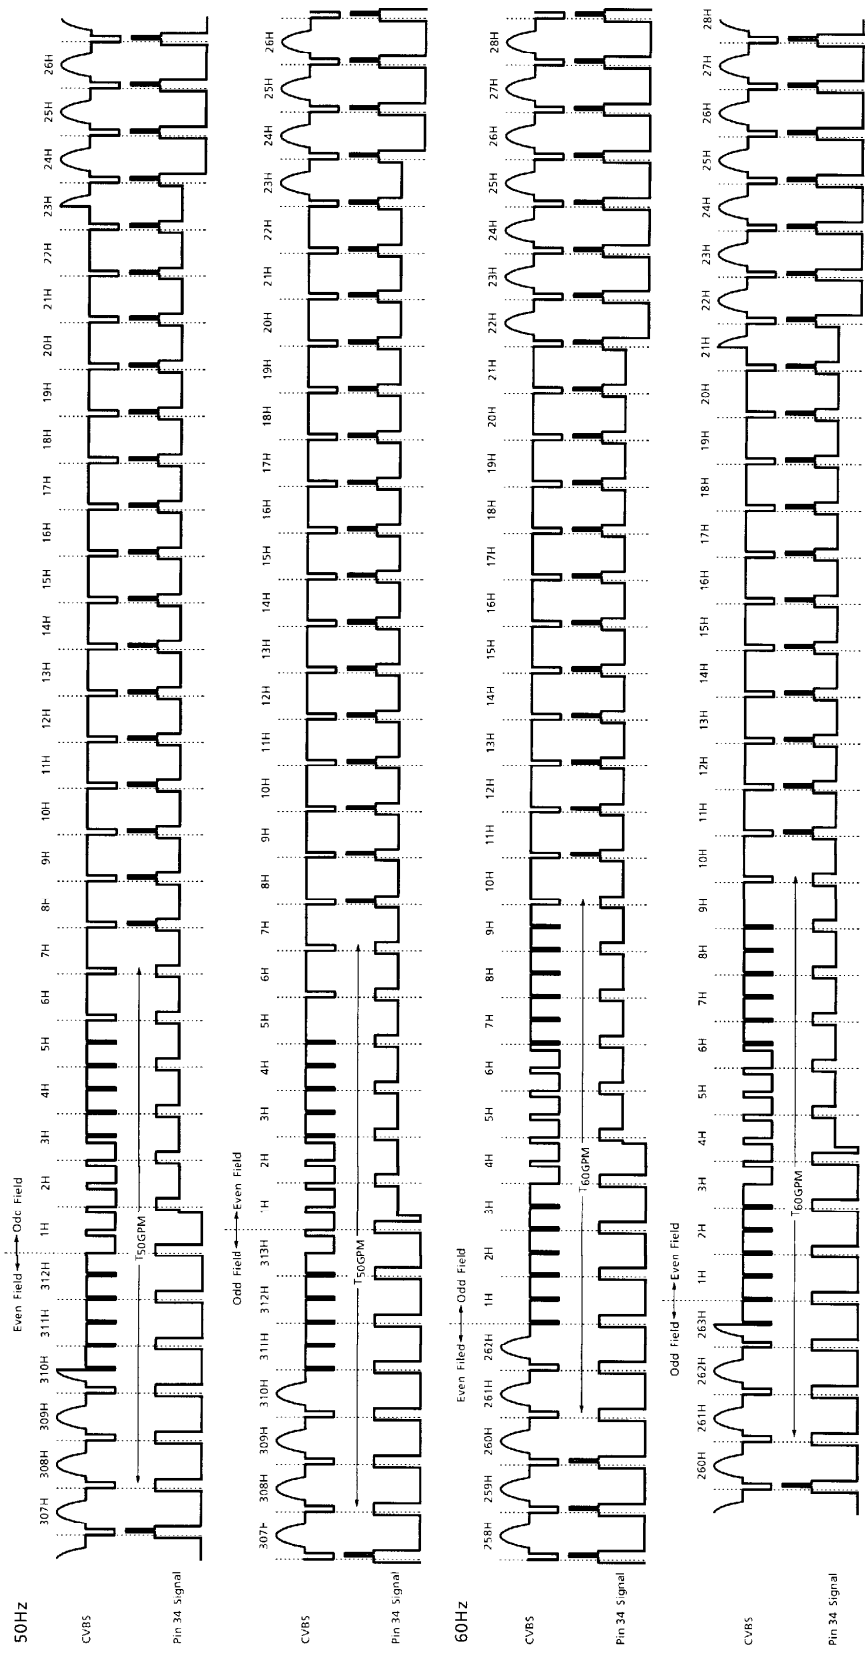 50Hz
Even Field Odd Field
307H 308H 309H 310H 311H 312H 1H 2H 3H 4H 5H 6H 7H 8H 9H 10H 11H 12H 13H 14H 15H 16H 17H 18H 19H 20H 21H 22H 23H 24H 25H 26H
CVBS
T50GPM
Pin 34 Signal
Odd Field Even Field
307H 308H 309H 310H 311H 312H 313H 1H 2H 3H 4H 5H 6H 7H 8H 9H 10H 11H 12H 13H 14H 15H 16H 17H 18H 19H 20H 21H 22H 23H 24H 25H 26H
CVBS
T50GPM
Pin 34 Signal
60Hz
Even Filed Odd Field
258H 259H 260H 261H 262H 1H 2H 3H 4H 5H 6H 7H 8H 9H 10H 11H 12H 13H 14H 15H 16H 17H 18H 19H 20H 21H 22H 23H 24H 25H 26H 27H 28H
CVBS
T60GPM
Pin 34 Signal
Odd Field Even Field
260H 261H 262H 263H 1H 2H 3H 4H 5H 6H 7H 8H 9H 10H 11H 12H 13H 14H 15H 16H 17H 18H 19H 20H 21H 22H 23H 24H 25H 26H 27H 28H
CVBS
T60GPM
Pin 34 Signal